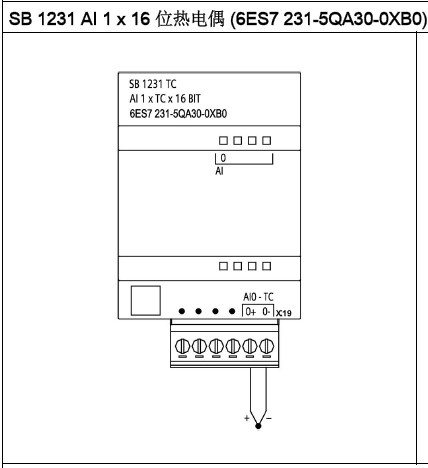 SB 1231 AI 1 x 16 位热电偶 (6ES7 231-5QA30-0XB0)
SB 1231 TC
AI 1 x TC x 16 BIT
6ES7 231-5QA30-0XB0
0
AI
AI0 - TC
0+ 0- X19
+ –